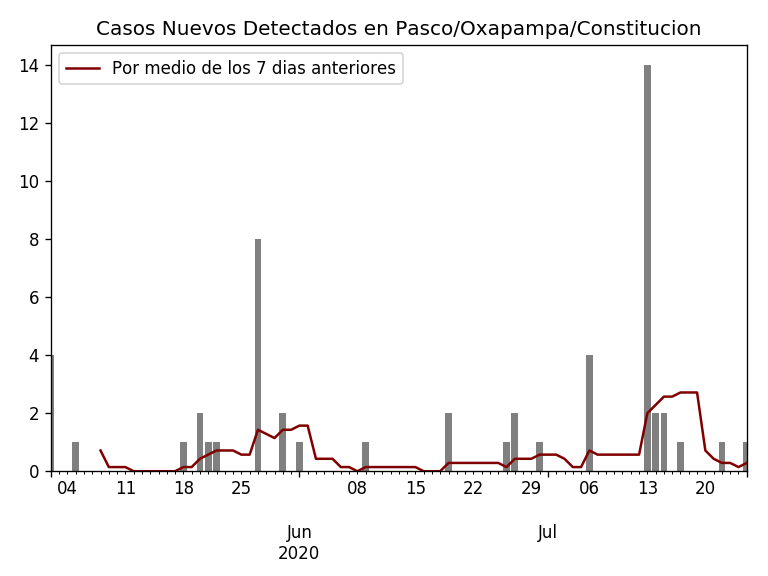 Casos Nuevos Detectados en Pasco/Oxapampa/Constitucion
Por medio de los 7 dias anteriores
14
12
10
8
6
4
2
0
04 11 18 25 08 15 22 29 06 13 20
Jun Jul
2020